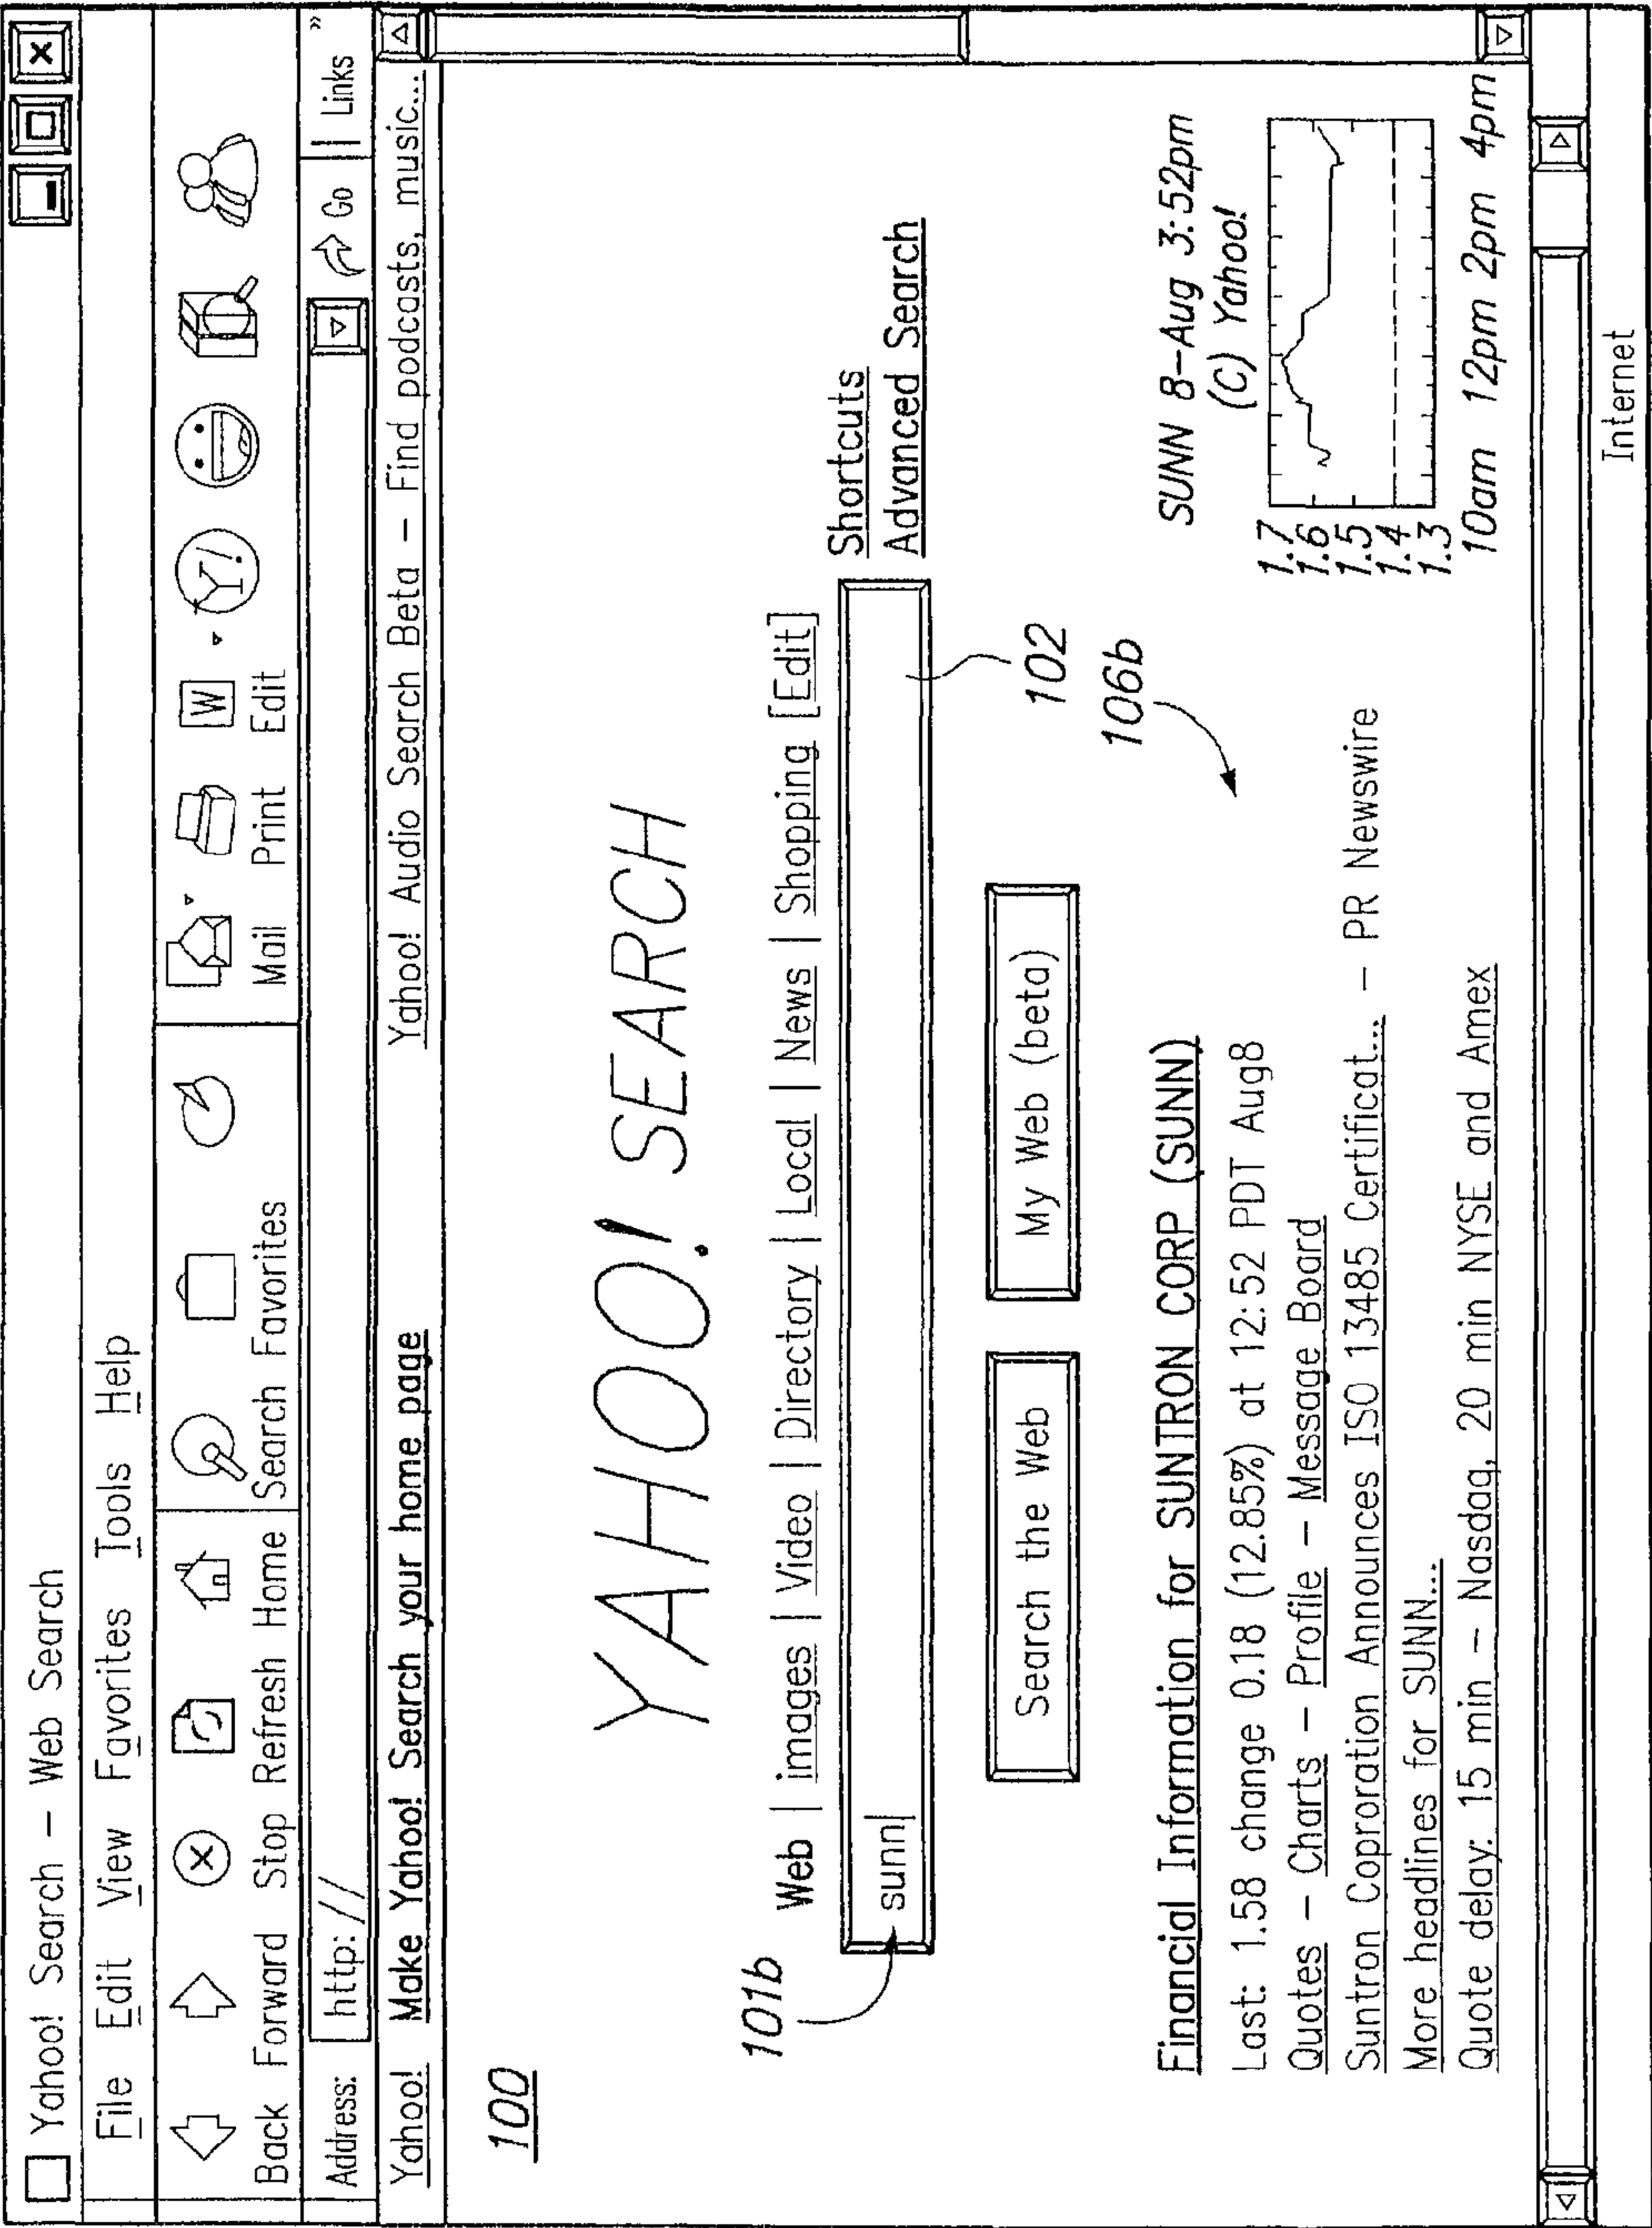 Yahoo! Search – Web Search
File Edit View Favorites Tools Help
Back Forward Stop Refresh Home Search Favorites Mail Print Edit
W
Y!
Address: http: // Go Links »
Yahoo! Make Yahoo! Search your home page Yahoo! Audio Search Beta – Find podcasts, music...
100
YAHOO! SEARCH
Web | images | Video | Directory | Local | News | Shopping [Edit]
101b
sunn
Shortcuts
Advanced Search
102
Search the Web My Web (beta)
106b
Financial Information for SUNTRON CORP (SUNN)
Last: 1.58 change 0.18 (12.85%) at 12:52 PDT Aug8
Quotes – Charts – Profile – Message Board
Suntron Coproration Announces ISO 13485 Certificat... – PR Newswire
More headlines for SUNN...
Quote delay: 15 min – Nasdaq, 20 min NYSE and Amex
SUNN 8–Aug 3:52pm
(C) Yahoo!
1.7
1.6
1.5
1.4
1.3
10am 12pm 2pm 4pm
Internet